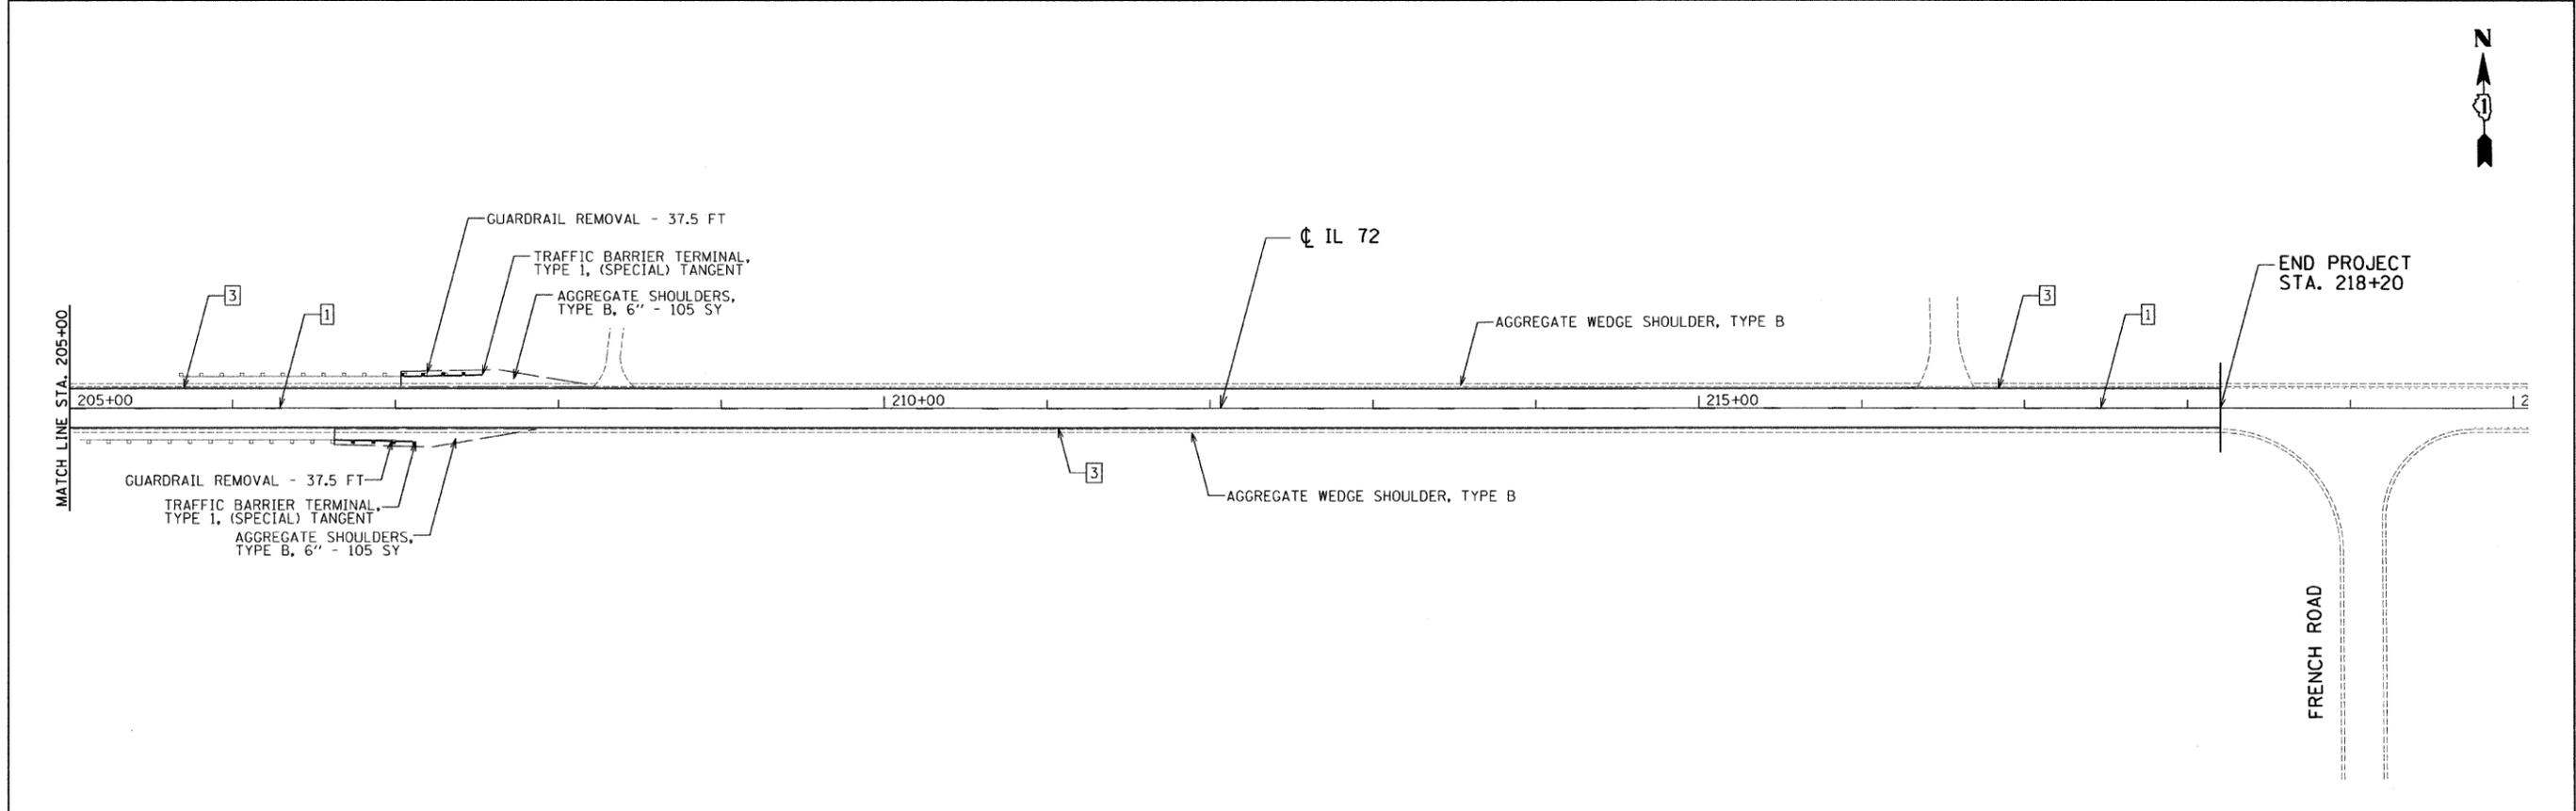 N
1
GUARDRAIL REMOVAL - 37.5 FT
TRAFFIC BARRIER TERMINAL,
TYPE 1, (SPECIAL) TANGENT
AGGREGATE SHOULDERS,
TYPE B, 6" - 105 SY
℄ IL 72
END PROJECT
STA. 218+20
3
1
AGGREGATE WEDGE SHOULDER, TYPE B
3
1
MATCH LINE STA. 205+00
205+00
210+00
215+00
2
GUARDRAIL REMOVAL - 37.5 FT
TRAFFIC BARRIER TERMINAL,
TYPE 1, (SPECIAL) TANGENT
AGGREGATE SHOULDERS,
TYPE B, 6" - 105 SY
3
AGGREGATE WEDGE SHOULDER, TYPE B
FRENCH ROAD